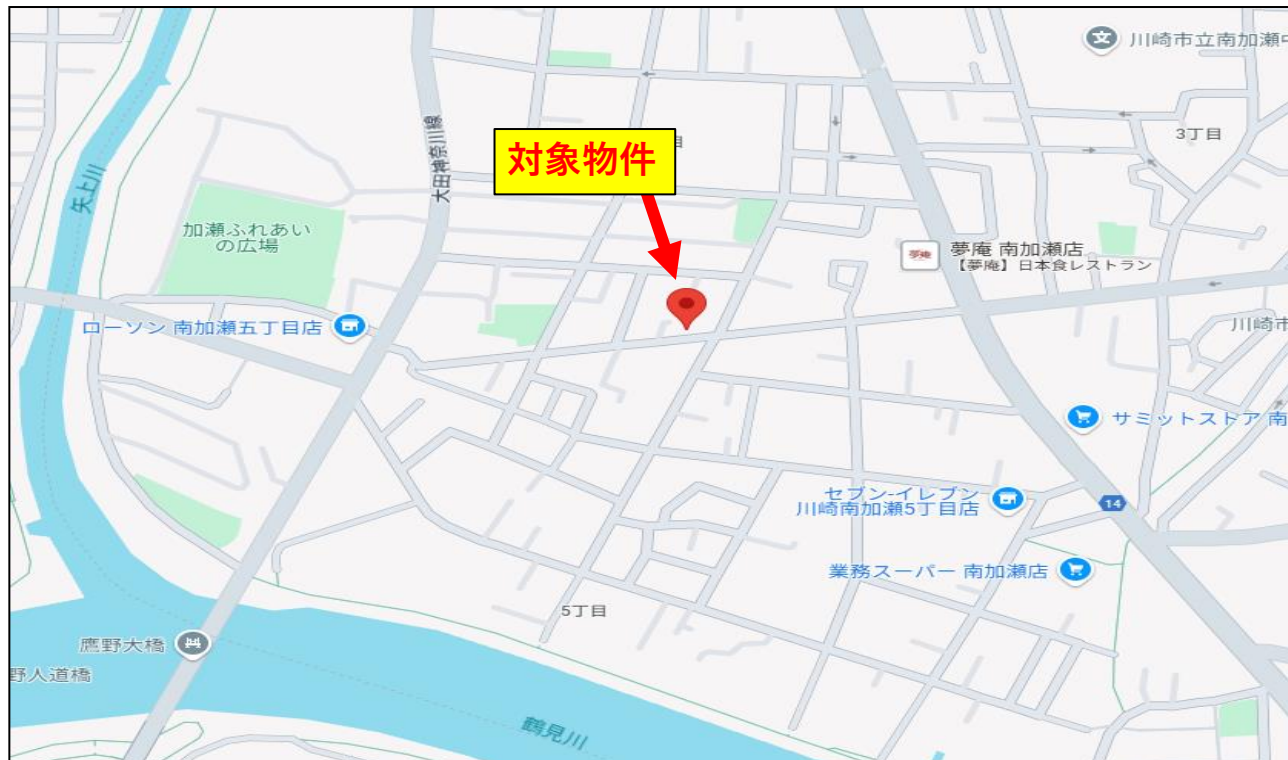 川崎市立南加瀬中
3丁目
大田神奈川線
対象物件
目
矢上川
加瀬ふれあい
の広場
夢庵
夢庵 南加瀬店
【夢庵】日本食レストラン
ローソン 南加瀬五丁目店
川崎市
サミットストア 南
セブン-イレブン
川崎南加瀬5丁目店
14
業務スーパー 南加瀬店
5丁目
鷹野大橋
野人道橋
鶴見川